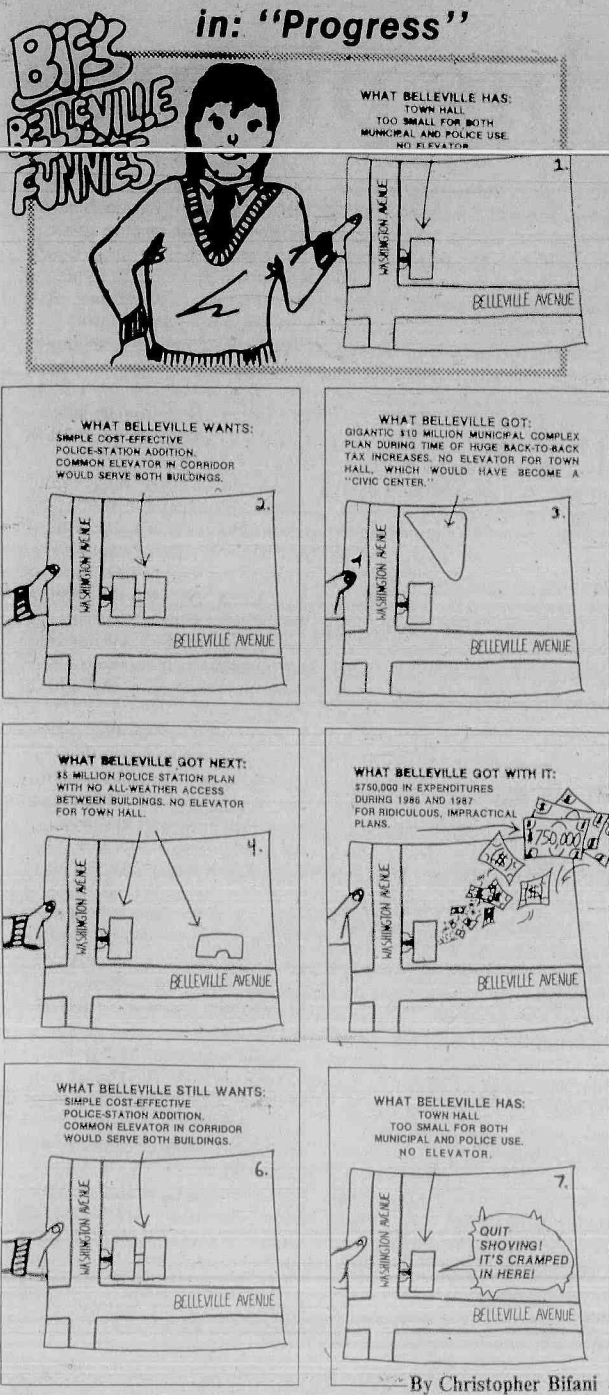 BIF'S
BELLEVILLE
FUNNIES
in: "Progress"
WHAT BELLEVILLE HAS:
TOWN HALL
TOO SMALL FOR BOTH
MUNICIPAL AND POLICE USE.
NO ELEVATOR
1.
WASHINGTON AVENUE
BELLEVILLE AVENUE
WHAT BELLEVILLE WANTS:
SIMPLE COST-EFFECTIVE
POLICE-STATION ADDITION.
COMMON ELEVATOR IN CORRIDOR
WOULD SERVE BOTH BUILDINGS.
2.
WASHINGTON AVENUE
BELLEVILLE AVENUE
WHAT BELLEVILLE GOT:
GIGANTIC $10 MILLION MUNICIPAL COMPLEX
PLAN DURING TIME OF HUGE BACK-TO-BACK
TAX INCREASES. NO ELEVATOR FOR TOWN
HALL, WHICH WOULD HAVE BECOME A
"CIVIC CENTER."
3.
WASHINGTON AVENUE
BELLEVILLE AVENUE
WHAT BELLEVILLE GOT NEXT:
$5 MILLION POLICE STATION PLAN
WITH NO ALL-WEATHER ACCESS
BETWEEN BUILDINGS. NO ELEVATOR
FOR TOWN HALL.
4.
WASHINGTON AVENUE
BELLEVILLE AVENUE
WHAT BELLEVILLE GOT WITH IT:
$750,000 IN EXPENDITURES
DURING 1986 AND 1987
FOR RIDICULOUS, IMPRACTICAL
PLANS.
$750,000
$
$
WASHINGTON AVENUE
BELLEVILLE AVENUE
WHAT BELLEVILLE STILL WANTS:
SIMPLE COST-EFFECTIVE
POLICE-STATION ADDITION.
COMMON ELEVATOR IN CORRIDOR
WOULD SERVE BOTH BUILDINGS.
6.
WASHINGTON AVENUE
BELLEVILLE AVENUE
WHAT BELLEVILLE HAS:
TOWN HALL
TOO SMALL FOR BOTH
MUNICIPAL AND POLICE USE.
NO ELEVATOR.
7.
WASHINGTON AVENUE
QUIT
SHOVING!
IT'S CRAMPED
IN HERE!
BELLEVILLE AVENUE
By Christopher Bifani